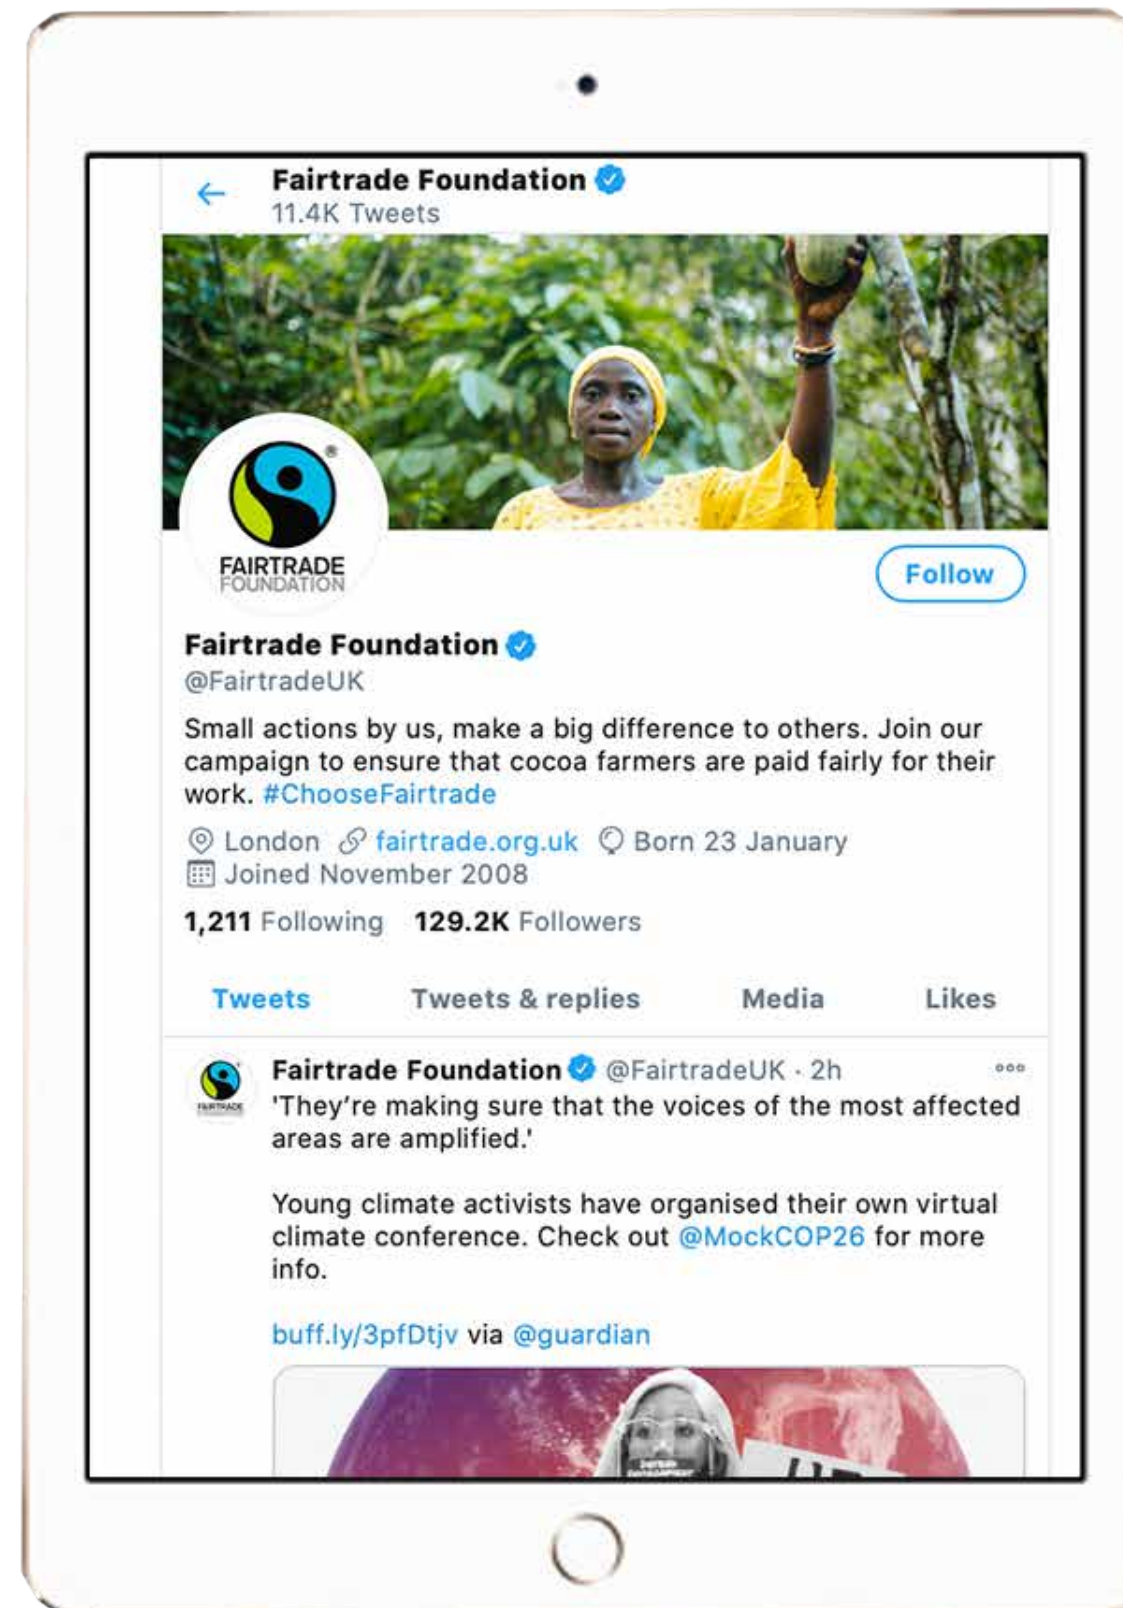 Fairtrade Foundation
11.4K Tweets
®
FAIRTRADE
FOUNDATION
Follow
Fairtrade Foundation
@FairtradeUK
Small actions by us, make a big difference to others. Join our
campaign to ensure that cocoa farmers are paid fairly for their
work. #ChooseFairtrade
London fairtrade.org.uk Born 23 January
Joined November 2008
1,211 Following 129.2K Followers
Tweets Tweets & replies Media Likes
Fairtrade Foundation @FairtradeUK · 2h
FAIRTRADE
'They’re making sure that the voices of the most affected
areas are amplified.'
Young climate activists have organised their own virtual
climate conference. Check out @MockCOP26 for more
info.
buff.ly/3pfDtjv via @guardian